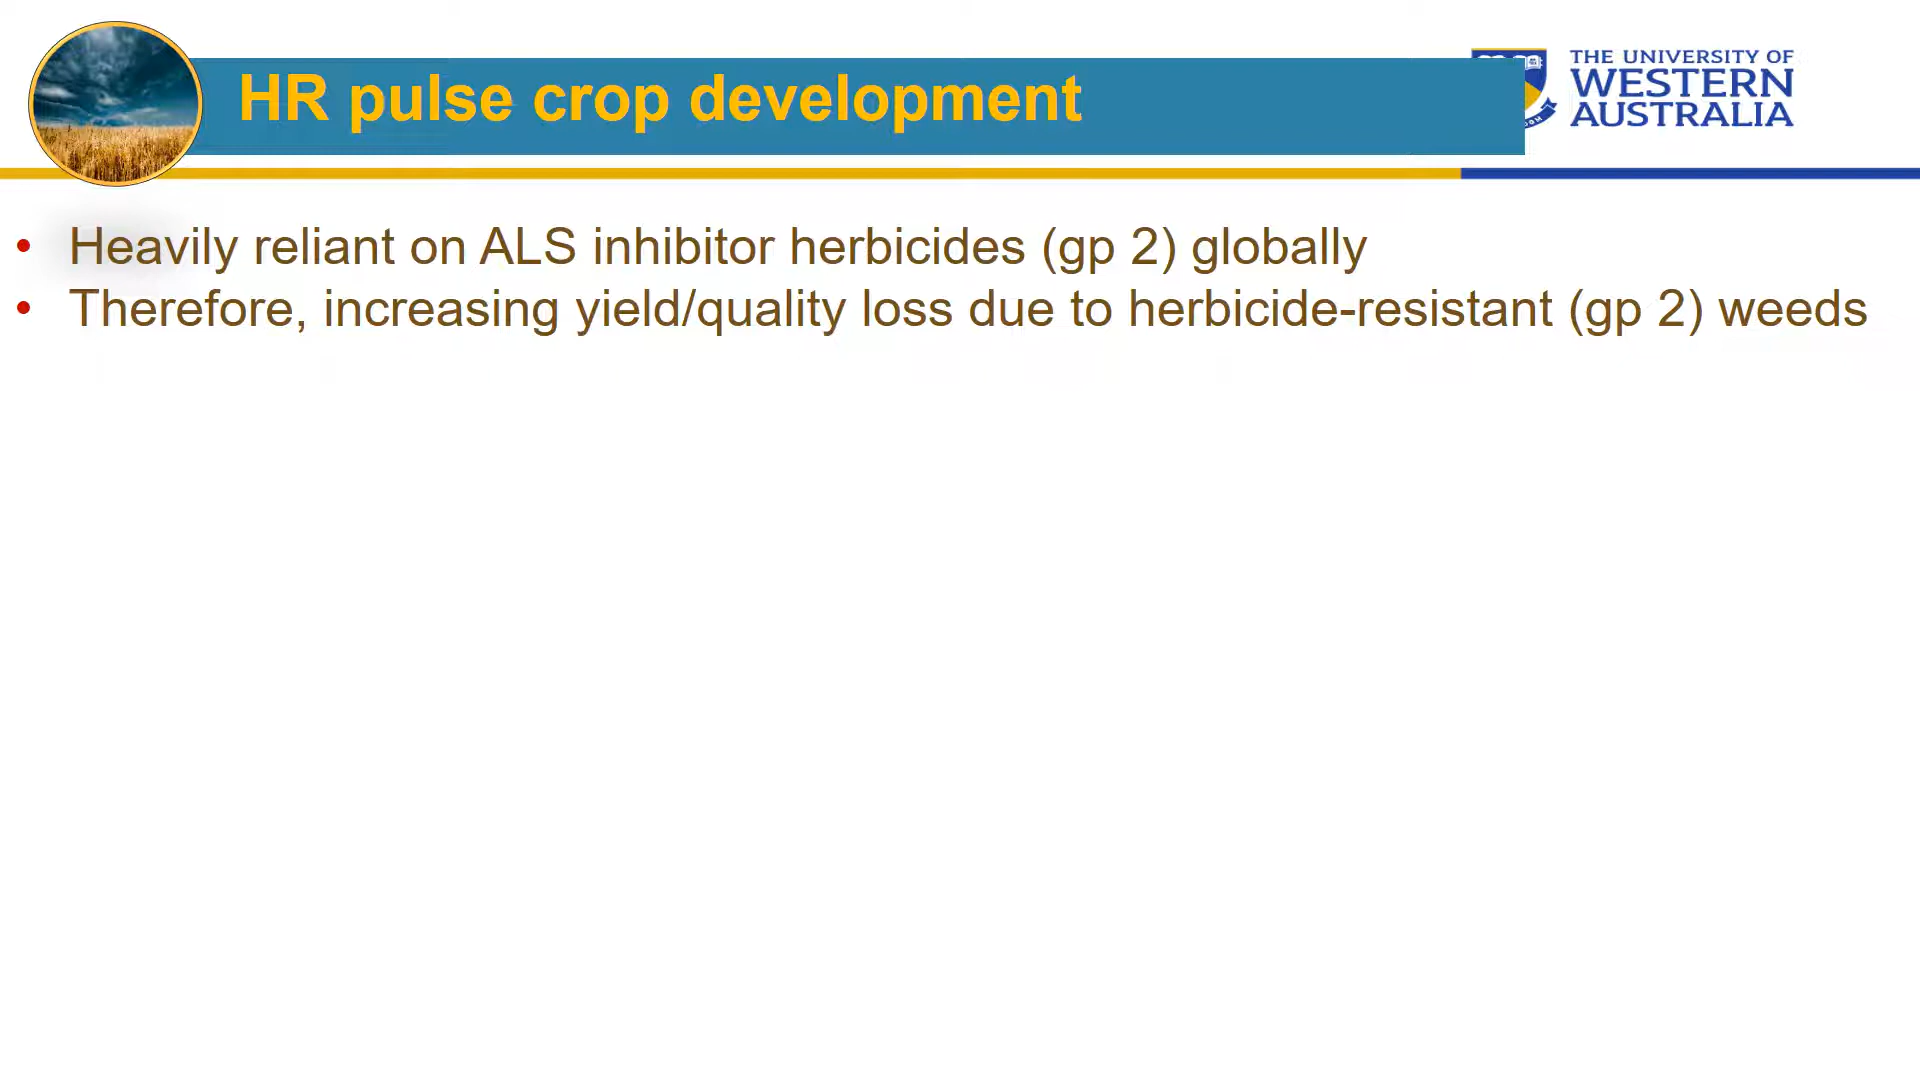 HR pulse crop development
THE UNIVERSITY OF
WESTERN
AUSTRALIA
• Heavily reliant on ALS inhibitor herbicides (gp 2) globally
• Therefore, increasing yield/quality loss due to herbicide-resistant (gp 2) weeds